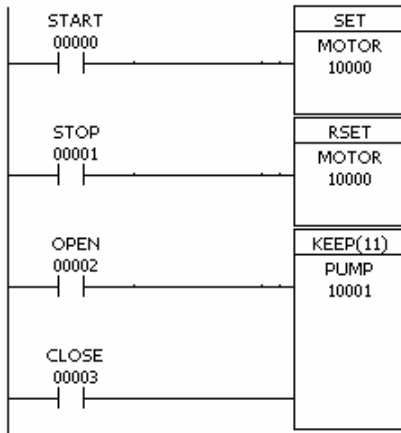 START
00000
SET
MOTOR
10000
STOP
00001
RSET
MOTOR
10000
OPEN
00002
KEEP(11)
PUMP
10001
CLOSE
00003